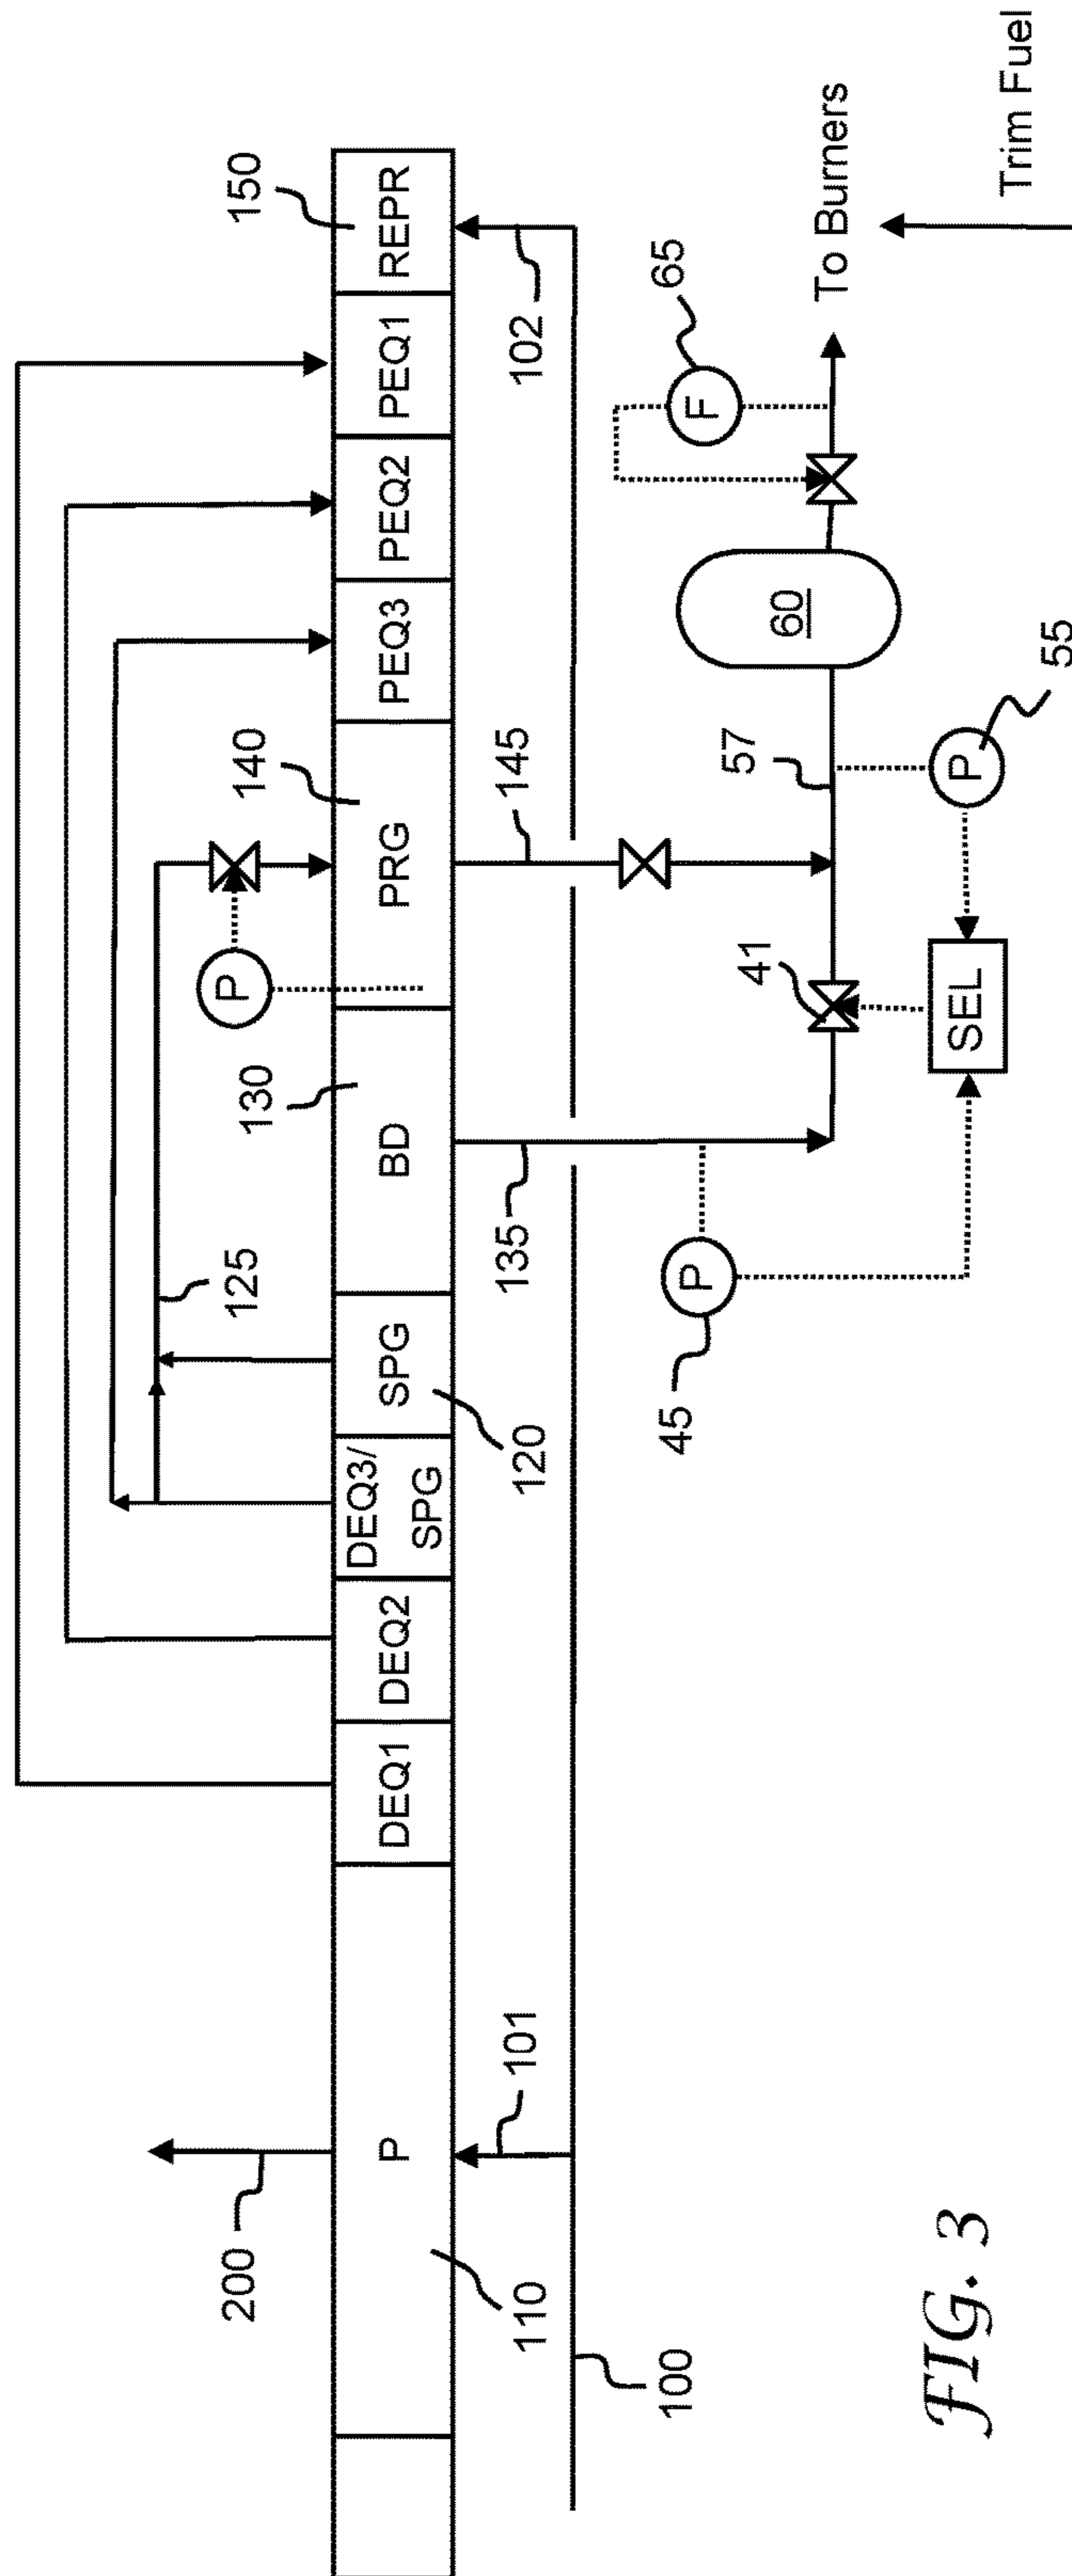 200
110
P
101
100
DEQ1
DEQ2
DEQ3/
SPG
SPG
120
125
BD
130
135
P
PRG
140
145
PEQ3
PEQ2
PEQ1
REPR
150
102
P
45
41
SEL
57
P
55
60
F
65
To Burners
Trim Fuel
FIG. 3